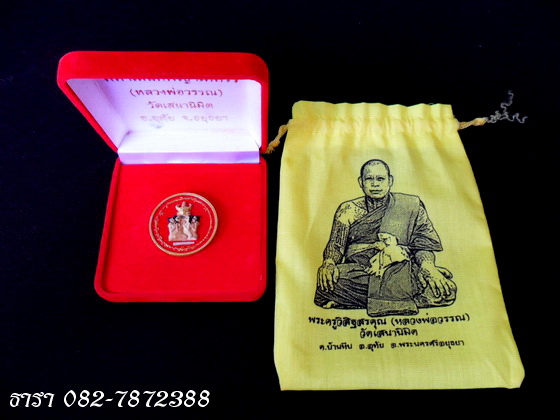 (หลวงพ่อวรรณ)
วัดเสนานิมิต
อ.อุทัย จ.อยุธยา
พระครูวิสิฐสรคุณ (หลวงพ่อวรรณ)
วัดเสนานิมิต
ต.บ้านหีบ อ.อุทัย จ.พระนครศรีอยุธยา
ธารา 082-7872388